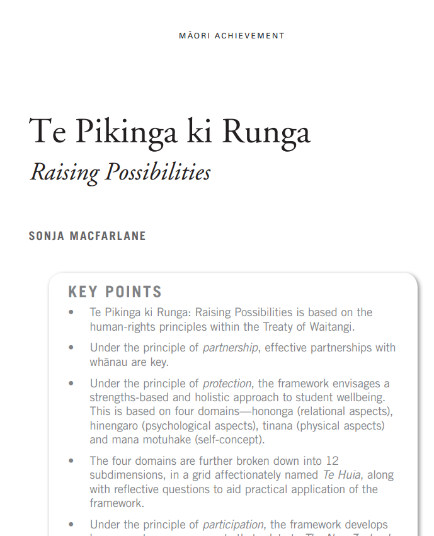 MĀORI ACHIEVEMENT
Te Pikinga ki Runga
Raising Possibilities
SONJA MACFARLANE
KEY POINTS
• Te Pikinga ki Runga: Raising Possibilities is based on the
human-rights principles within the Treaty of Waitangi.
• Under the principle of partnership, effective partnerships with
whānau are key.
• Under the principle of protection, the framework envisages a
strengths-based and holistic approach to student wellbeing.
This is based on four domains—hononga (relational aspects),
hinengaro (psychological aspects), tinana (physical aspects)
and mana motuhake (self-concept).
• The four domains are further broken down into 12
subdimensions, in a grid affectionately named Te Huia, along
with reflective questions to aid practical application of the
framework.
• Under the principle of participation, the framework develops